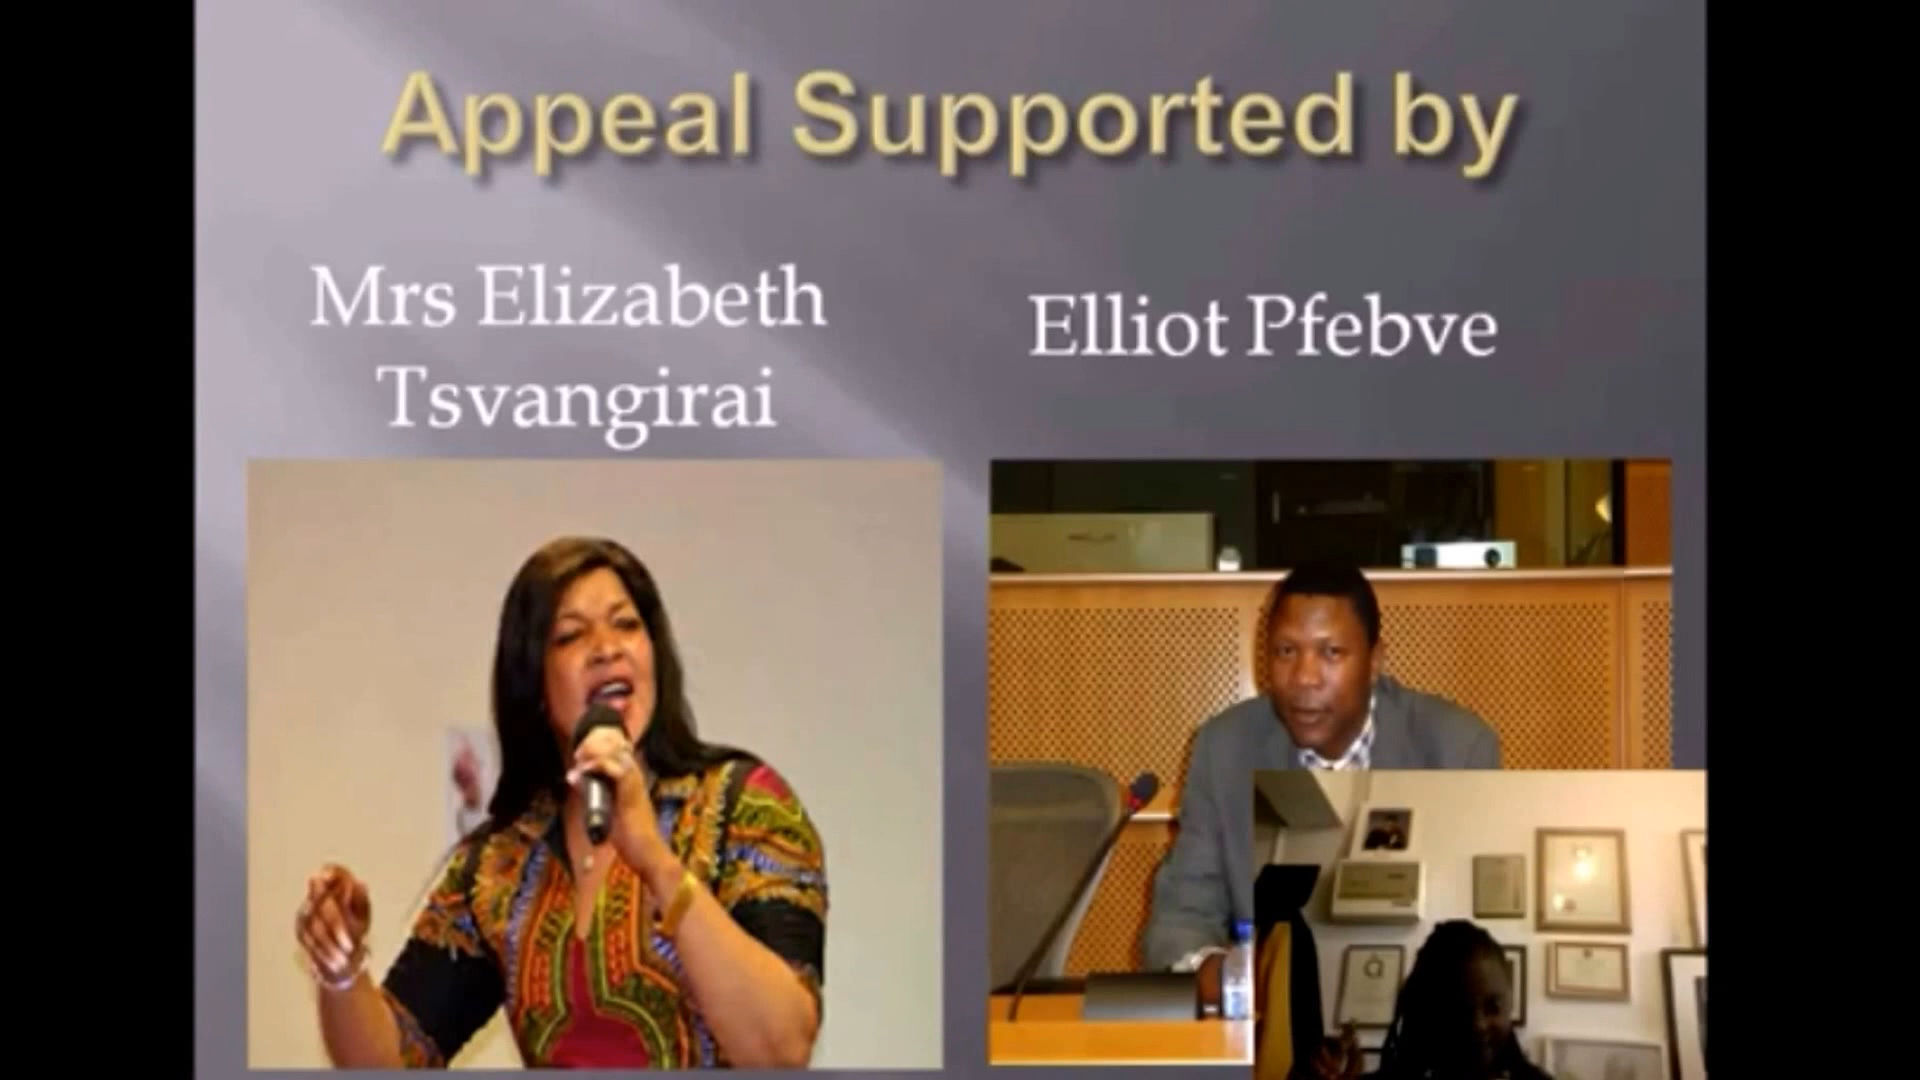 Appeal Supported by
Mrs Elizabeth
Tsvangirai
Elliot Pfebve